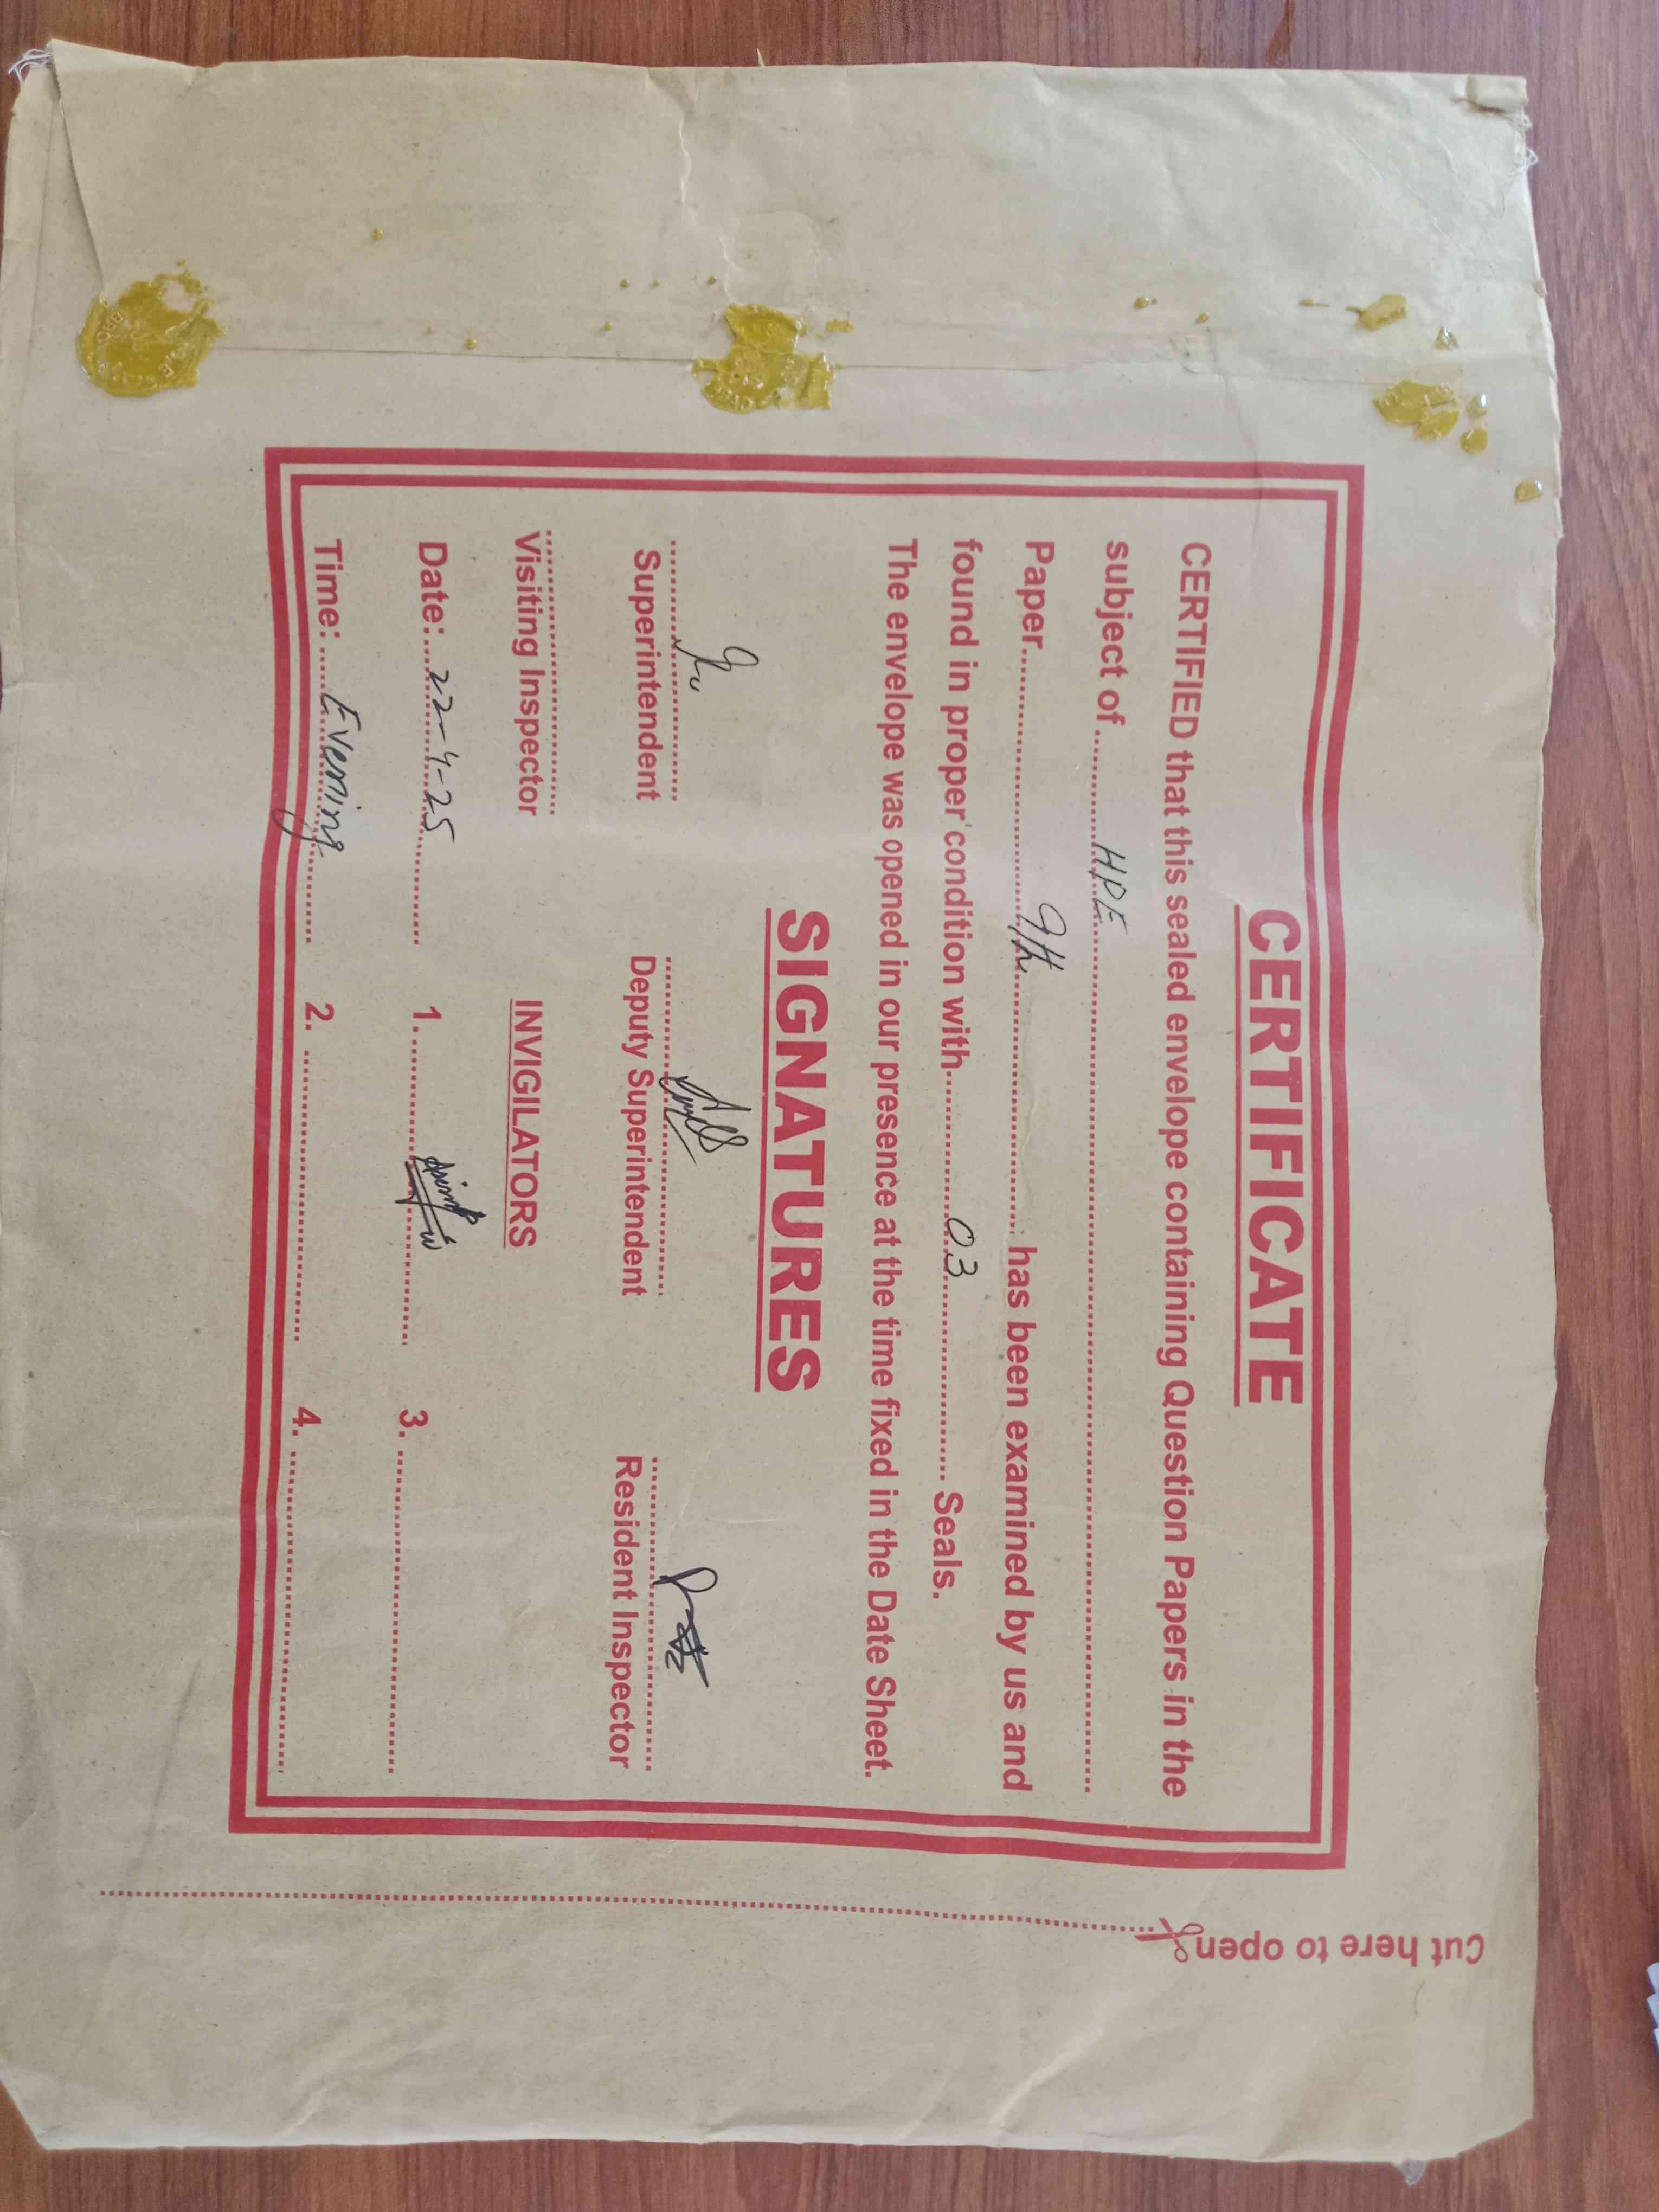 CERTIFICATE
CERTIFIED that this sealed envelope containing Question Papers in the
subject of ........HPE........
Paper........9th........ has been examined by us and
found in proper condition with........03........ Seals.
The envelope was opened in our presence at the time fixed in the Date Sheet.
SIGNATURES
Superintendent Deputy Superintendent Resident Inspector
Visiting Inspector INVIGILATORS
Date:....22-4-25.... 1. ........ 3. ........
Time:....Evening.... 2. ........ 4. ........
Cut here to open